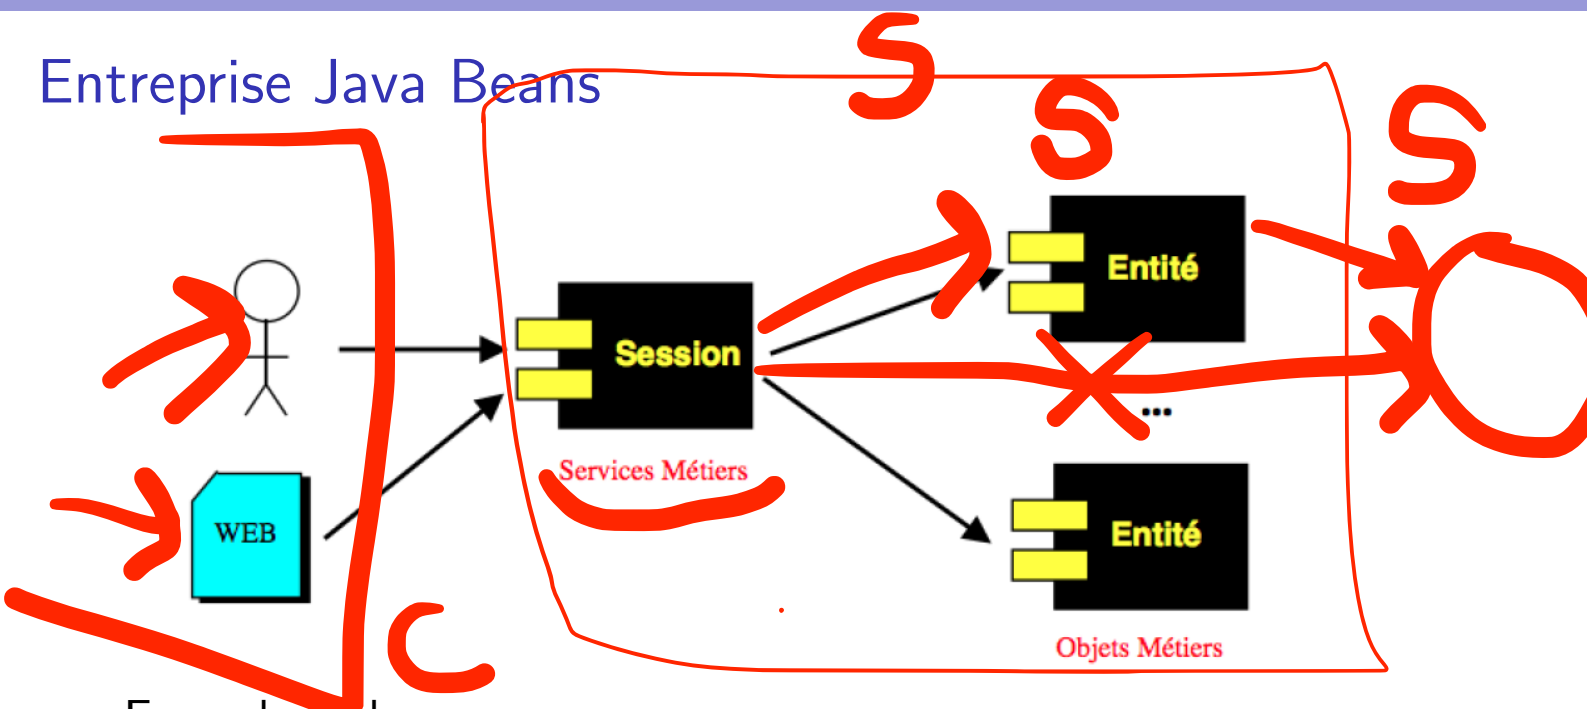 Entreprise Java Beans
S
S
S
Entité
Session
...
Services Métiers
WEB
Entité
C
Objets Métiers